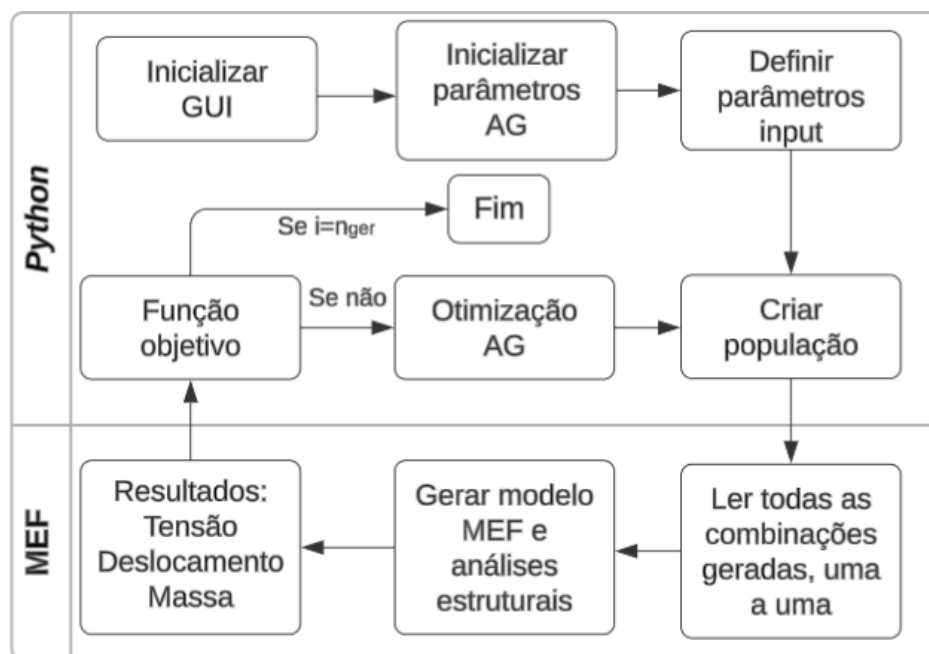 Python
Inicializar
GUI
Inicializar
parâmetros
AG
Definir
parâmetros
input
Se i=nger
Fim
Função
objetivo
Se não
Otimização
AG
Criar
população
MEF
Resultados:
Tensão
Deslocamento
Massa
Gerar modelo
MEF e
análises
estruturais
Ler todas as
combinações
geradas, uma
a uma